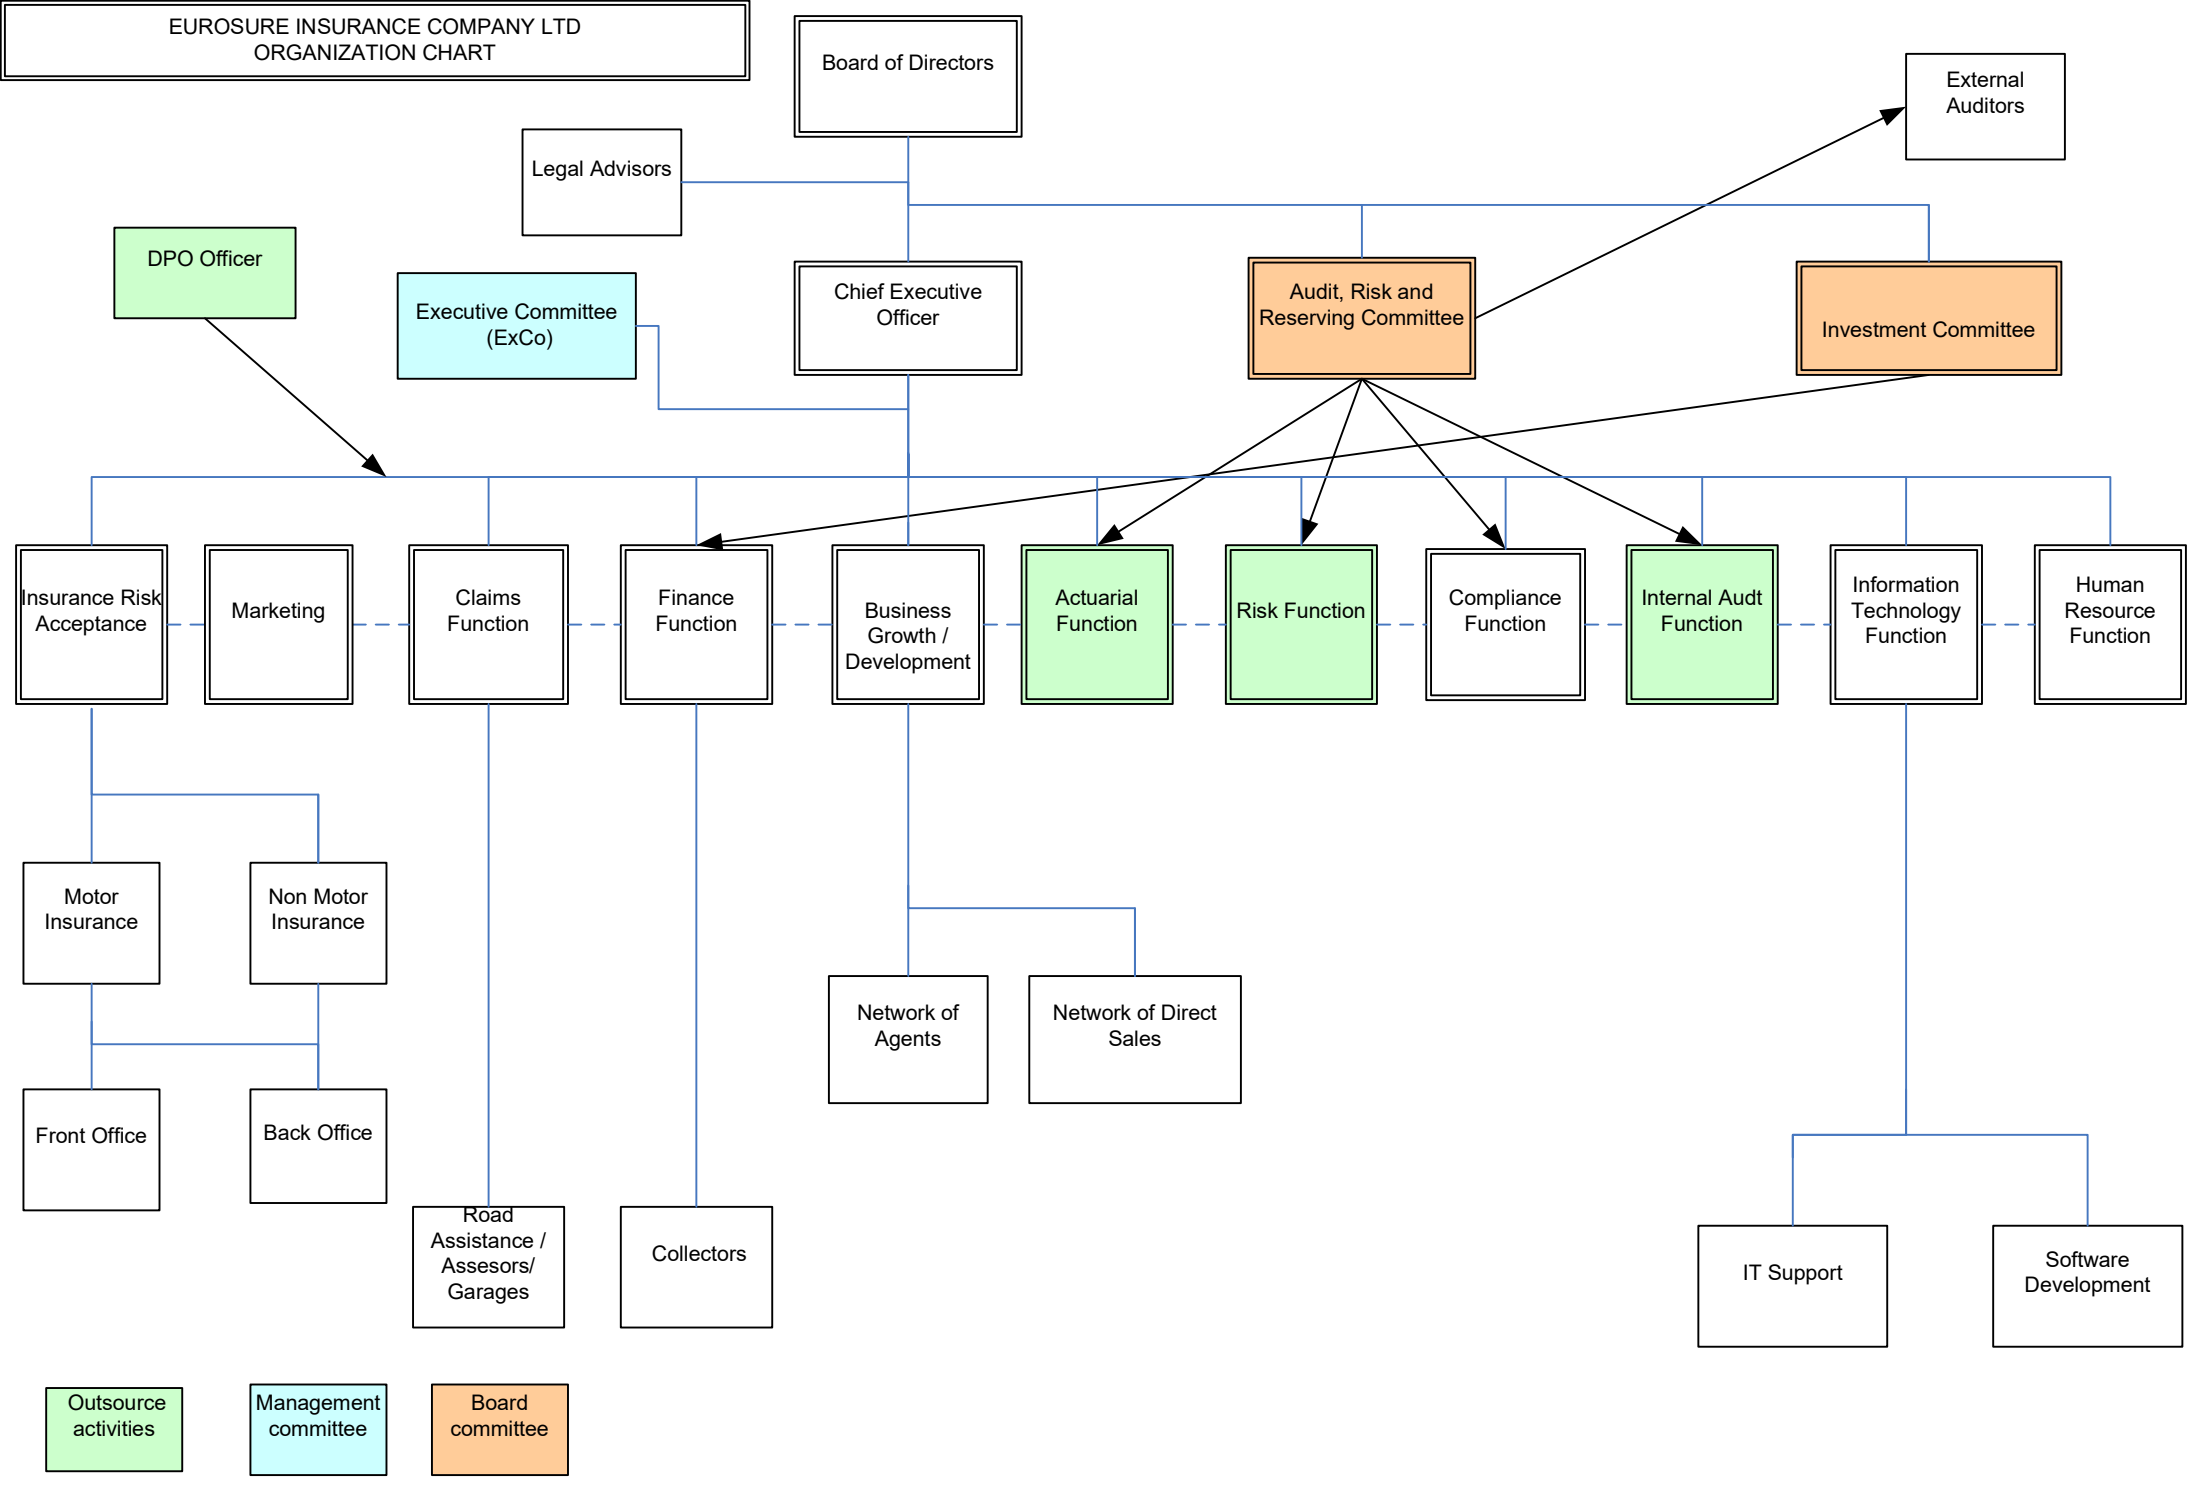 EUROSURE INSURANCE COMPANY LTD
ORGANIZATION CHART
Board of Directors
External
Auditors
Legal Advisors
DPO Officer
Executive Committee
(ExCo)
Chief Executive
Officer
Audit, Risk and
Reserving Committee
Investment Committee
Insurance Risk
Acceptance
Marketing
Claims
Function
Finance
Function
Business
Growth /
Development
Actuarial
Function
Risk Function
Compliance
Function
Internal Audt
Function
Information
Technology
Function
Human
Resource
Function
Motor
Insurance
Non Motor
Insurance
Network of
Agents
Network of Direct
Sales
Front Office
Back Office
Road
Assistance /
Assesors/
Garages
Collectors
IT Support
Software
Development
Outsource
activities
Management
committee
Board
committee